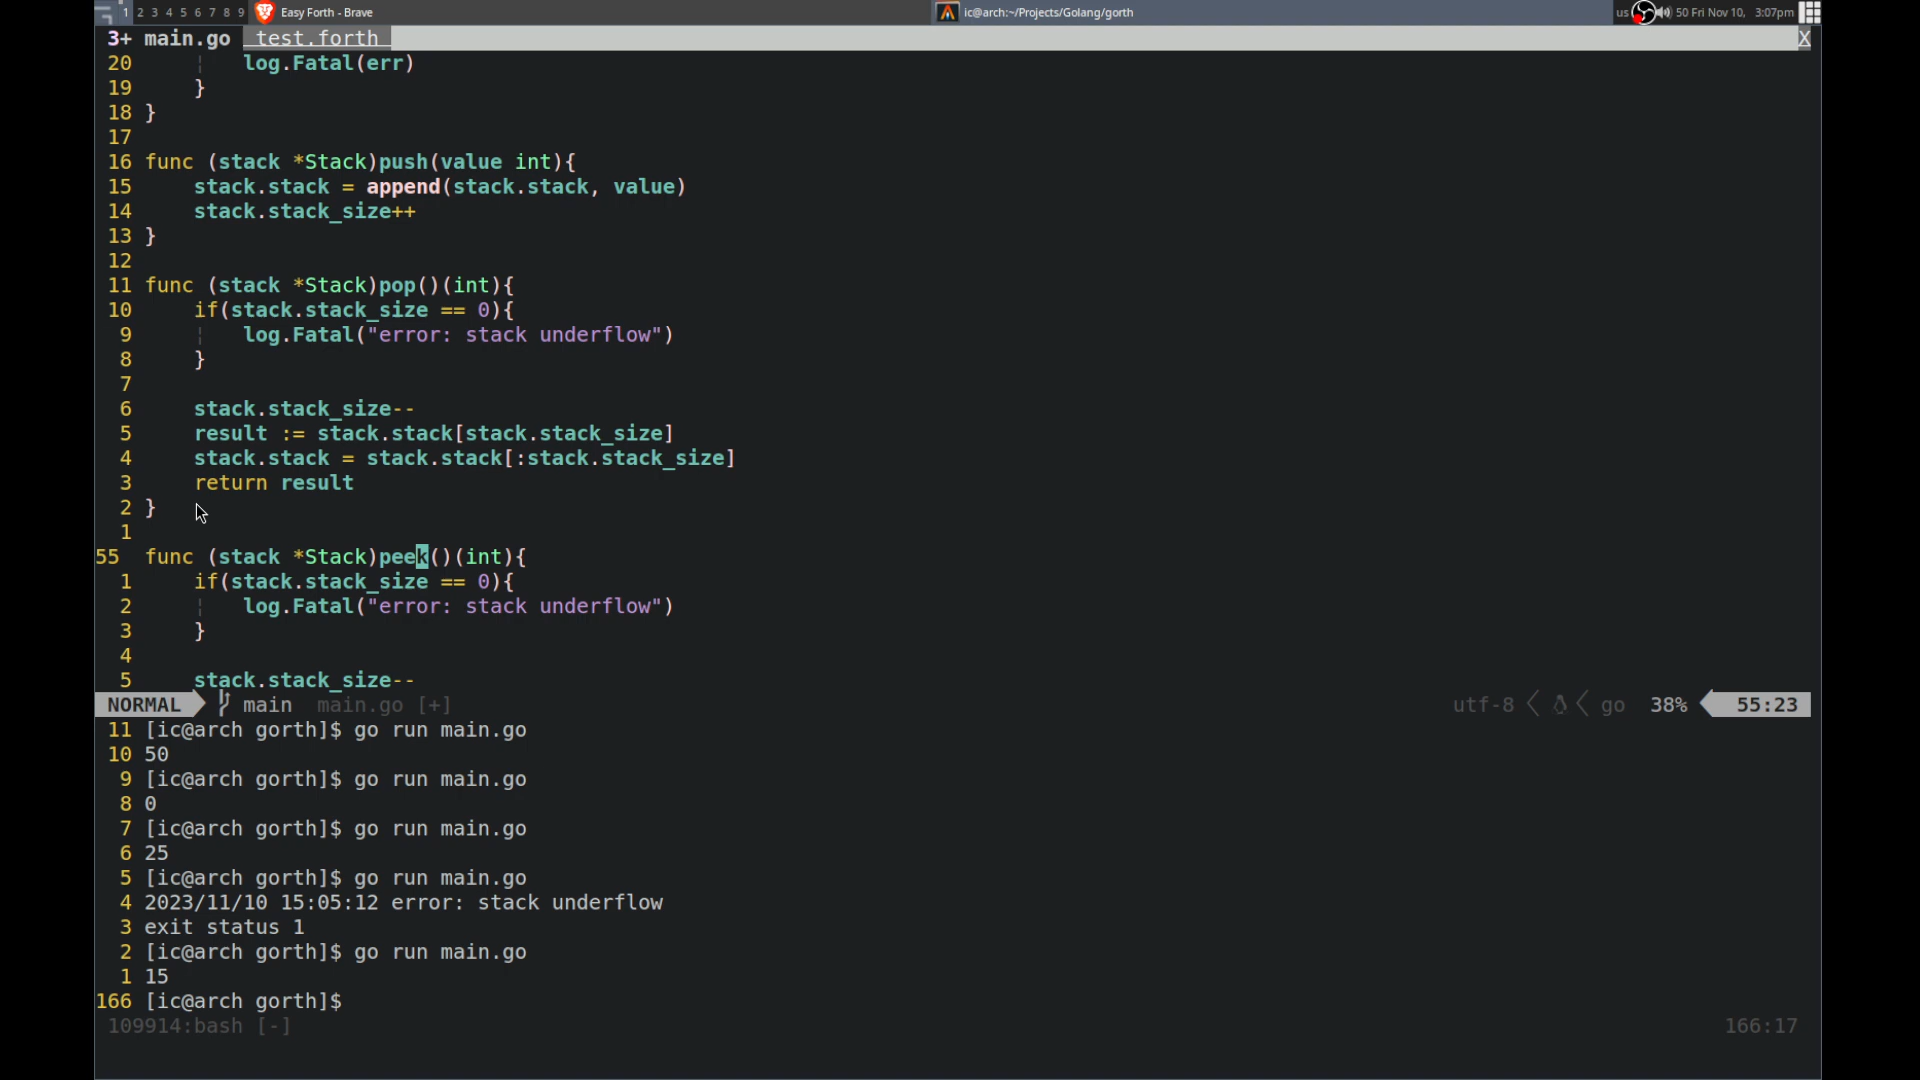 1 2 3 4 5 6 7 8 9 Easy Forth - Brave ic@arch:~/Projects/Golang/gorth us 50 Fri Nov 10, 3:07pm
3+ main.go test.forth X
20 log.Fatal(err)
19 }
18 }
17
16 func (stack *Stack)push(value int){
15 stack.stack = append(stack.stack, value)
14 stack.stack_size++
13 }
12
11 func (stack *Stack)pop()(int){
10 if(stack.stack_size == 0){
9 ¦ log.Fatal("error: stack underflow")
8 }
7
6 stack.stack_size--
5 result := stack.stack[stack.stack_size]
4 stack.stack = stack.stack[:stack.stack_size]
3 return result
2 }
1
55 func (stack *Stack)peek()(int){
1 if(stack.stack_size == 0){
2 ¦ log.Fatal("error: stack underflow")
3 }
4
5 stack.stack_size--
NORMAL main main.go [+] utf-8 go 38% 55:23
11 [ic@arch gorth]$ go run main.go
10 50
9 [ic@arch gorth]$ go run main.go
8 0
7 [ic@arch gorth]$ go run main.go
6 25
5 [ic@arch gorth]$ go run main.go
4 2023/11/10 15:05:12 error: stack underflow
3 exit status 1
2 [ic@arch gorth]$ go run main.go
1 15
166 [ic@arch gorth]$
109914:bash [-] 166:17